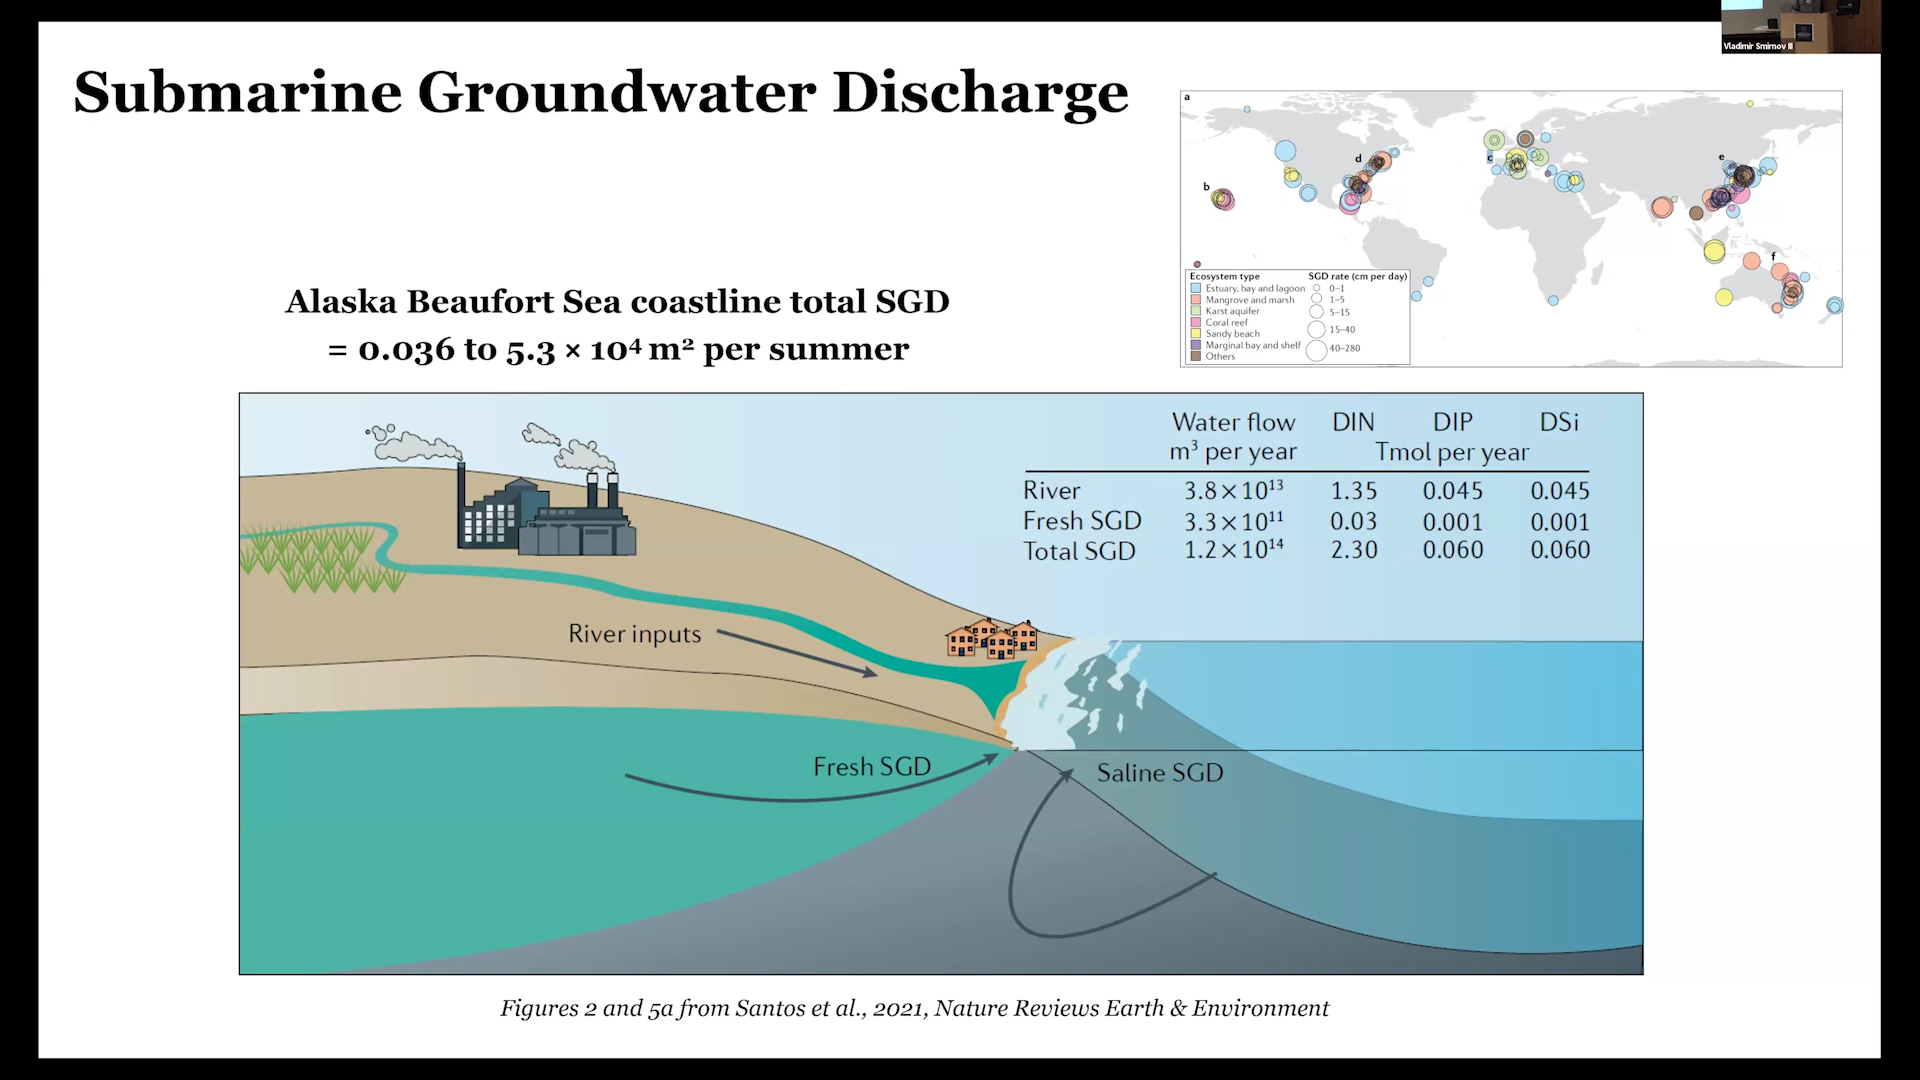 Vladimir Smirnov II
Submarine Groundwater Discharge
a
b
c
d
e
f
Ecosystem type
Estuary, bay and lagoon
Mangrove and marsh
Karst aquifer
Coral reef
Sandy beach
Marginal bay and shelf
Others
SGD rate (cm per day)
0–1
1–5
5–15
15–40
40–280
Alaska Beaufort Sea coastline total SGD
= 0.036 to 5.3 × 10⁴ m² per summer
Water flow DIN DIP DSi
m³ per year Tmol per year
River 3.8×10¹³ 1.35 0.045 0.045
Fresh SGD 3.3×10¹¹ 0.03 0.001 0.001
Total SGD 1.2×10¹⁴ 2.30 0.060 0.060
River inputs
Fresh SGD
Saline SGD
Figures 2 and 5a from Santos et al., 2021, Nature Reviews Earth & Environment